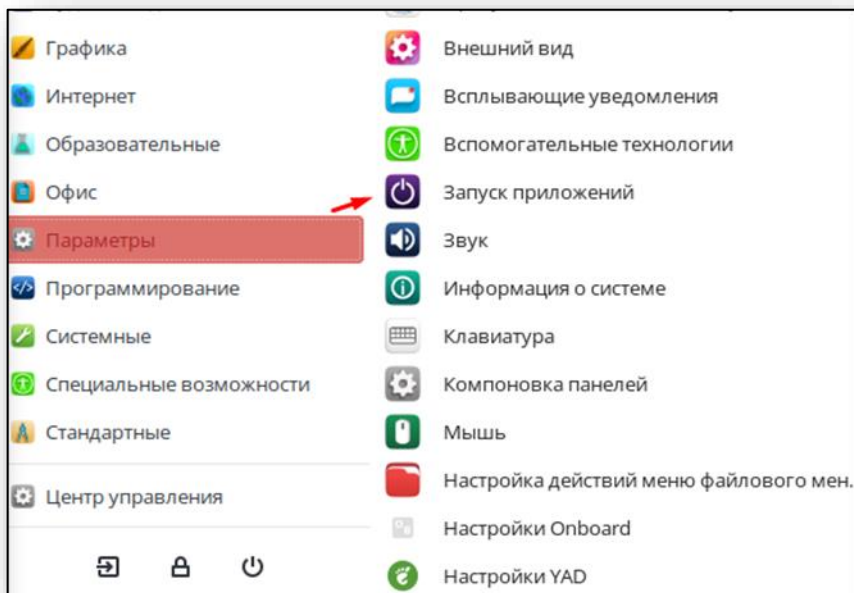 Графика
Интернет
Образовательные
Офис
Параметры
Программирование
Системные
Специальные возможности
Стандартные
Центр управления
Внешний вид
Всплывающие уведомления
Вспомогательные технологии
Запуск приложений
Звук
Информация о системе
Клавиатура
Компоновка панелей
Мышь
Настройка действий меню файлового мен.
Настройки Onboard
Настройки YAD